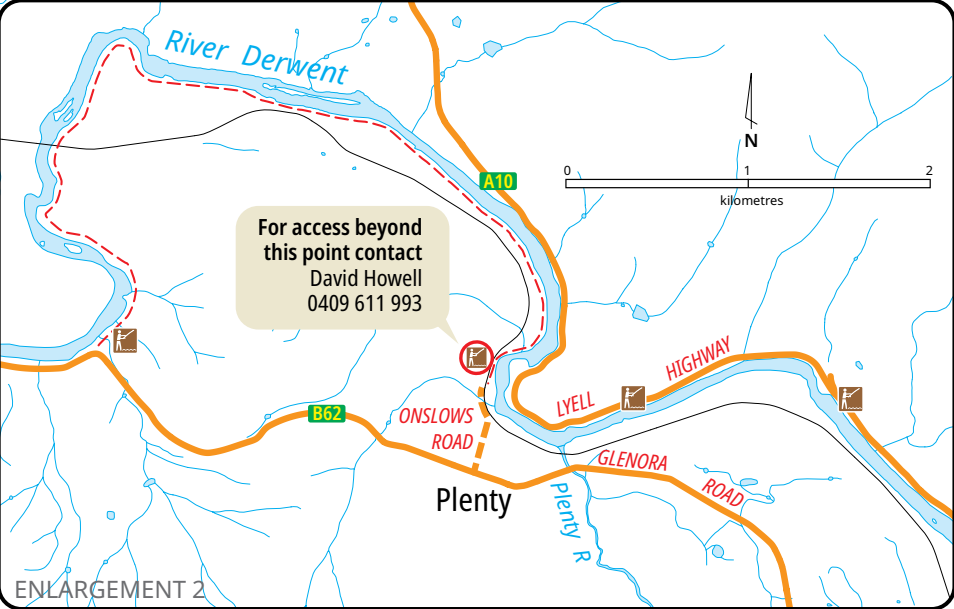 River Derwent
A10
N
0 1 2
kilometres
For access beyond
this point contact
David Howell
0409 611 993
LYELL
HIGHWAY
B62
ONSLOWS
ROAD
GLENORA
ROAD
Plenty
Plenty R
ENLARGEMENT 2